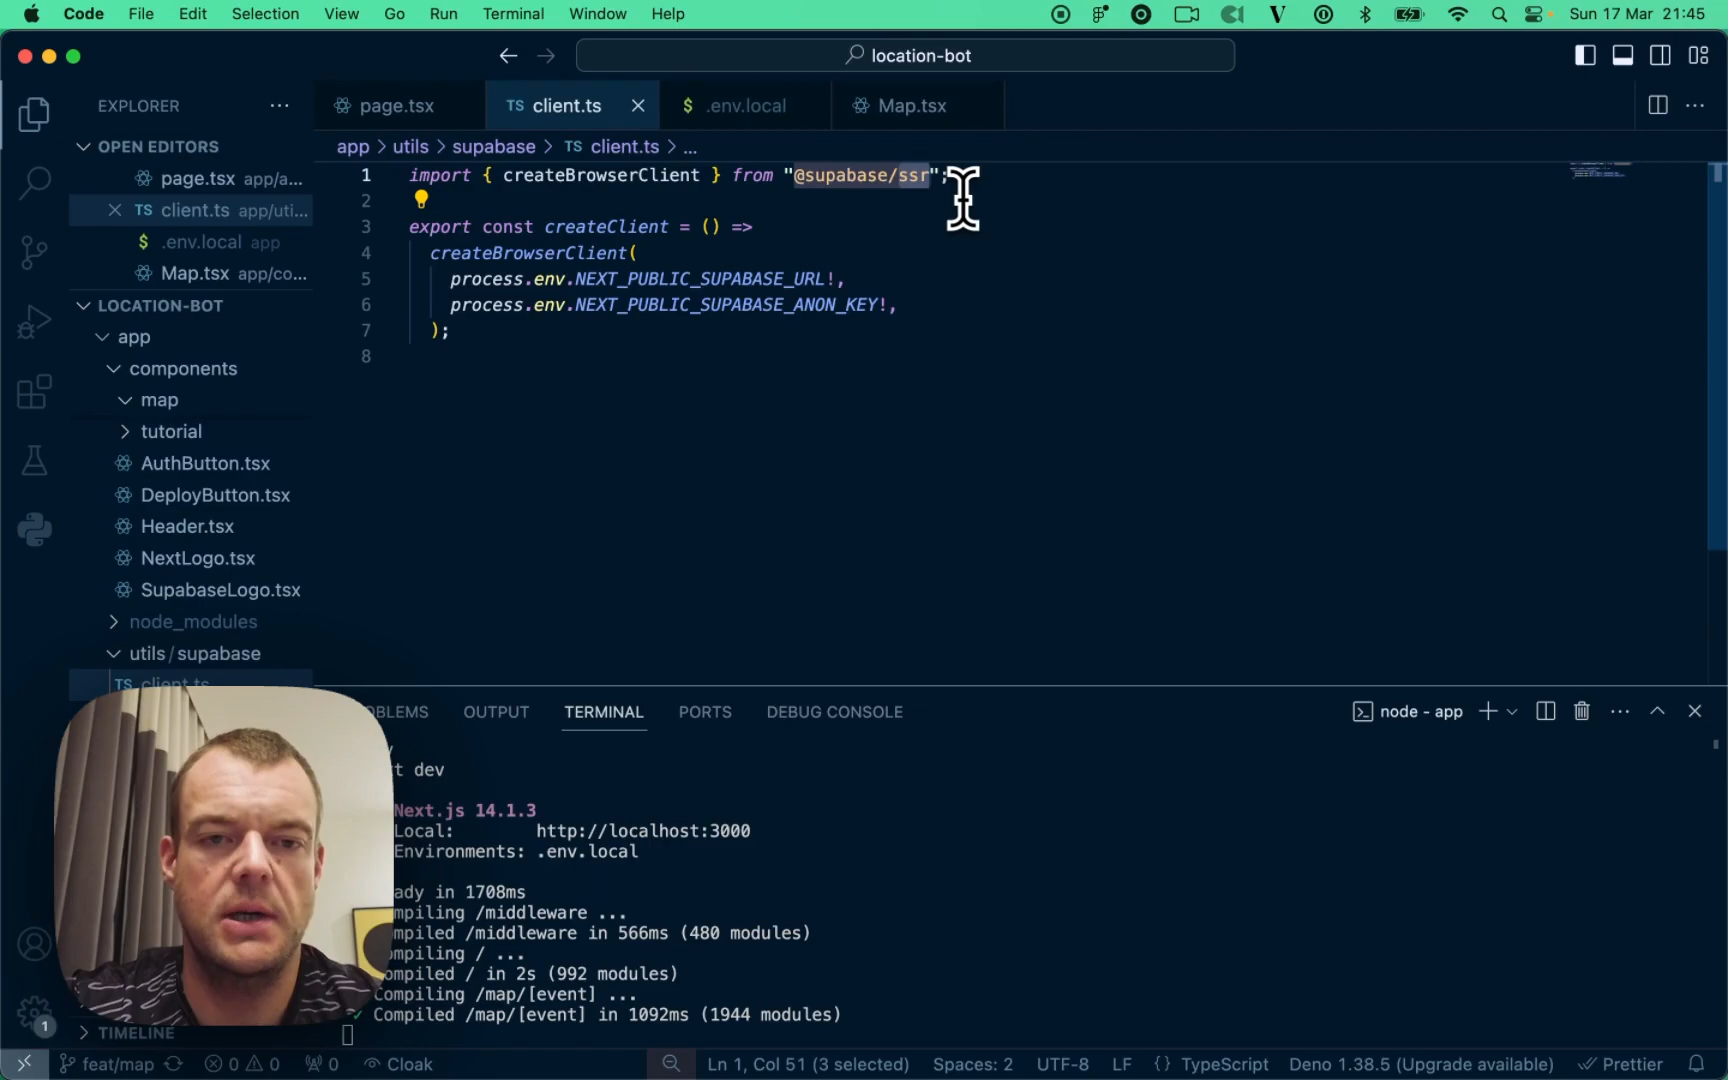 Code File Edit Selection View Go Run Terminal Window Help Sun 17 Mar 21:45
location-bot
EXPLORER
page.tsx
TS client.ts
$ .env.local
Map.tsx
OPEN EDITORS
page.tsx app/a...
TS client.ts app/uti...
$ .env.local app
Map.tsx app/co...
LOCATION-BOT
app
components
map
tutorial
AuthButton.tsx
DeployButton.tsx
Header.tsx
NextLogo.tsx
SupabaseLogo.tsx
node_modules
utils/supabase
TS client.ts
TIMELINE
app > utils > supabase > TS client.ts > ...
1 import { createBrowserClient } from "@supabase/ssr";
2
3 export const createClient = () =>
4 createBrowserClient(
5 process.env.NEXT_PUBLIC_SUPABASE_URL!,
6 process.env.NEXT_PUBLIC_SUPABASE_ANON_KEY!,
7 );
8
OBLEMS OUTPUT TERMINAL PORTS DEBUG CONSOLE
node - app
t dev
Next.js 14.1.3
Local: http://localhost:3000
Environments: .env.local
ady in 1708ms
mpiling /middleware ...
mpiled /middleware in 566ms (480 modules)
ompiling / ...
ompiled / in 2s (992 modules)
Compiling /map/[event] ...
✓ Compiled /map/[event] in 1092ms (1944 modules)
1
feat/map 0 0 0 Cloak Ln 1, Col 51 (3 selected) Spaces: 2 UTF-8 LF {} TypeScript Deno 1.38.5 (Upgrade available) Prettier